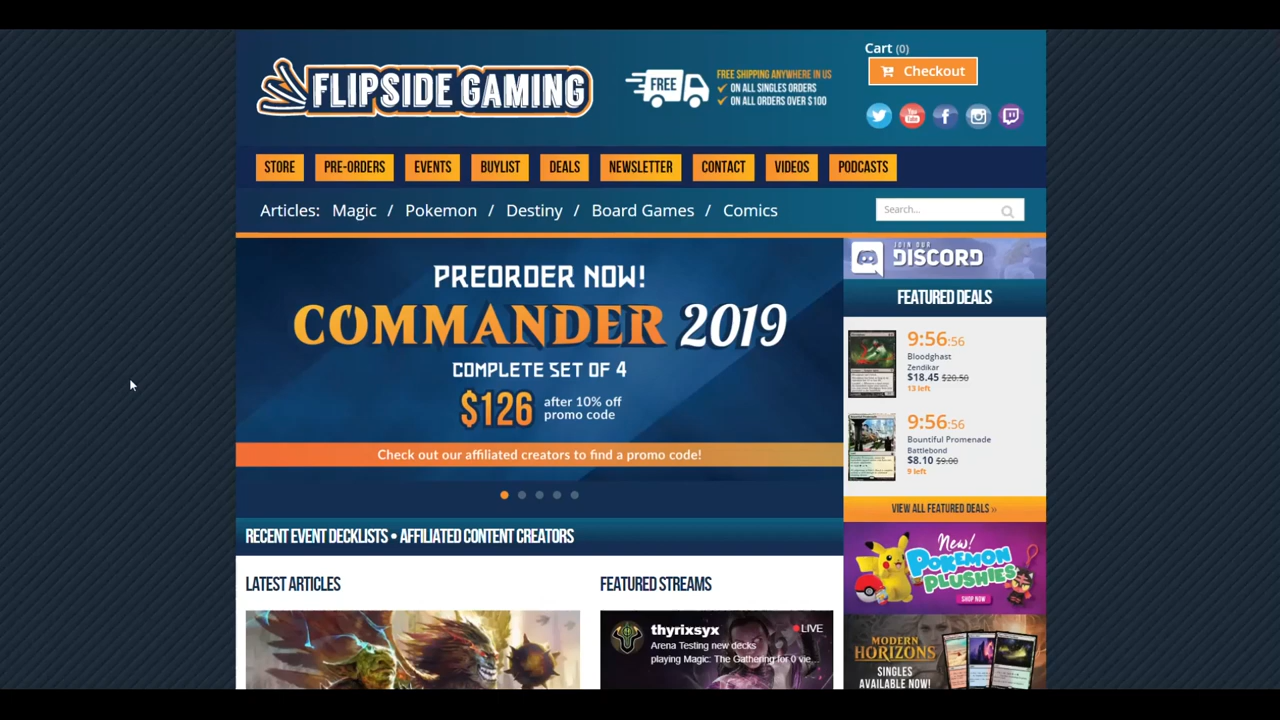 FLIPSIDE GAMING
FREE
FREE SHIPPING ANYWHERE IN US
ON ALL SINGLES ORDERS
ON ALL ORDERS OVER $100
Cart (0)
Checkout
STORE
PRE-ORDERS
EVENTS
BUYLIST
DEALS
NEWSLETTER
CONTACT
VIDEOS
PODCASTS
Articles: Magic / Pokemon / Destiny / Board Games / Comics
Search...
PREORDER NOW!
COMMANDER 2019
COMPLETE SET OF 4
$126 after 10% off
promo code
Check out our affiliated creators to find a promo code!
JOIN OUR
DISCORD
FEATURED DEALS
9:56:56
Bloodghast
Zendikar
$18.45 $20.50
13 left
9:56:56
Bountiful Promenade
Battlebond
$8.10 $9.00
9 left
VIEW ALL FEATURED DEALS »
New!
POKEMON
PLUSHIES
SHOP NOW
MODERN
HORIZONS
SINGLES
AVAILABLE NOW!
RECENT EVENT DECKLISTS • AFFILIATED CONTENT CREATORS
LATEST ARTICLES
FEATURED STREAMS
thyrixsyx
LIVE
Arena Testing new decks
playing Magic: The Gathering for 0 vie...